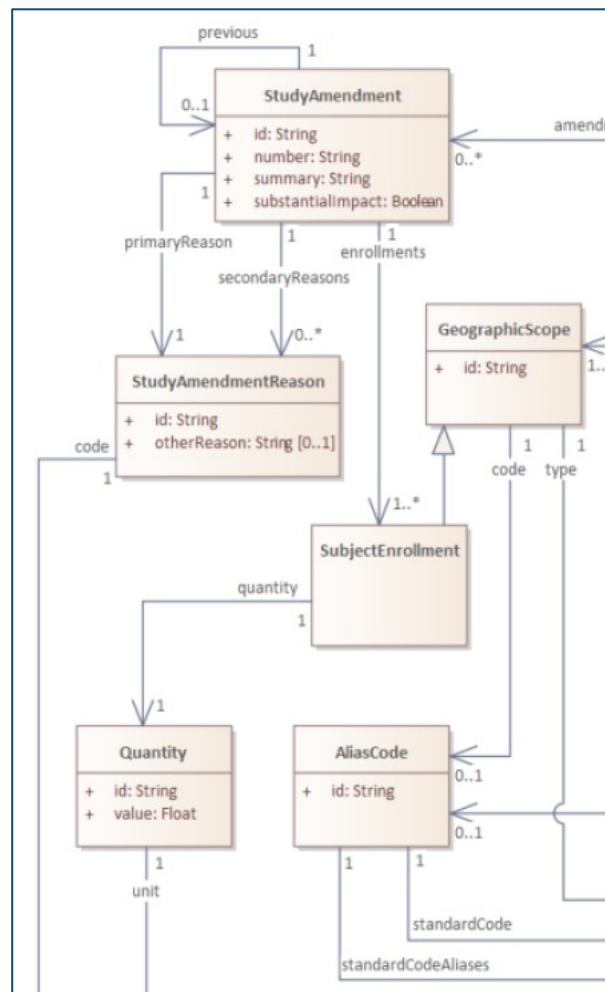 previous
1
0..1
StudyAmendment
+ id: String
+ number: String
+ summary: String
+ substantialImpact: Boolean
amend
0..*
1
primaryReason
1
secondaryReasons
1
enrollments
1
0..*
StudyAmendmentReason
+ id: String
+ otherReason: String [0..1]
GeographicScope
+ id: String
1..
code
1
1
code
1
type
1..*
SubjectEnrollment
quantity
1
1
Quantity
+ id: String
+ value: Float
AliasCode
+ id: String
0..1
0..1
1
unit
1
1
standardCode
standardCodeAliases